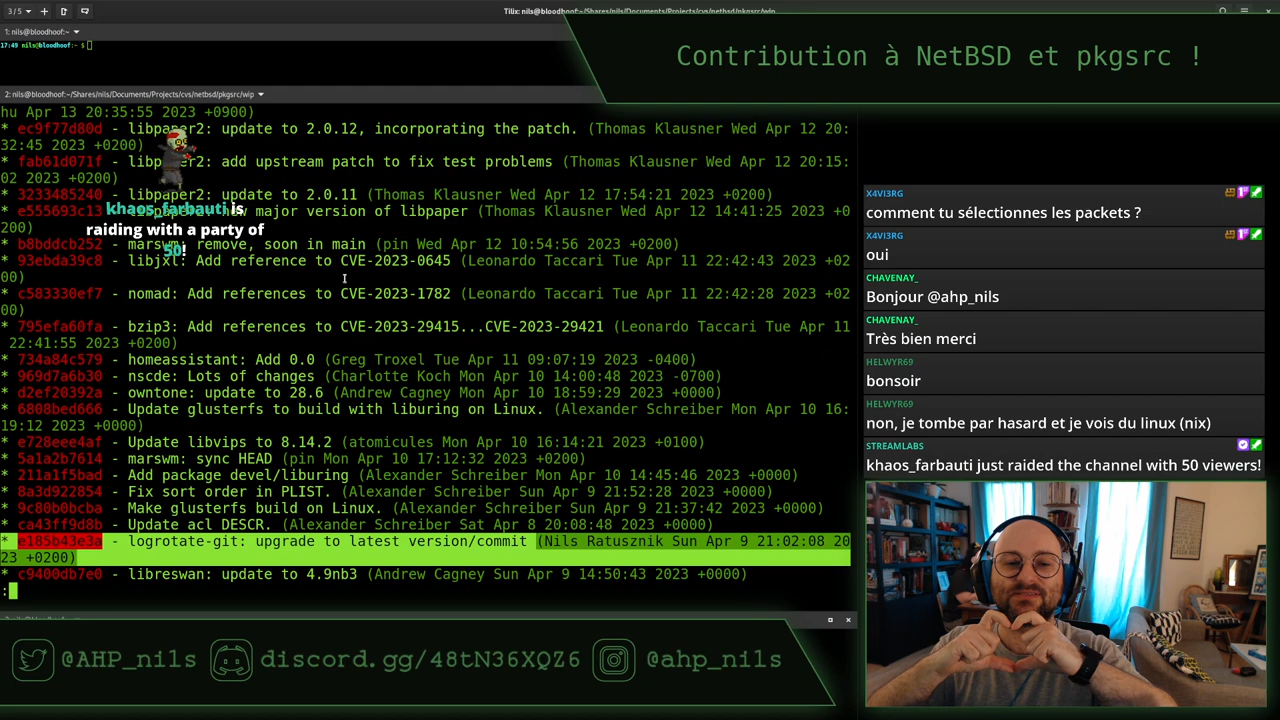 3 / 5
Tilix: nils@bloodhoof:~/Shares/nils/Documents/Projects/cvs/netbsd/pkgsrc/wip
1: nils@bloodhoof:~
17:49 nils@bloodhoof:~ $
Contribution à NetBSD et pkgsrc !
2: nils@bloodhoof:~/Shares/nils/Documents/Projects/cvs/netbsd/pkgsrc/wip
hu Apr 13 20:35:55 2023 +0900)
* ec9f77d80d - libpaper2: update to 2.0.12, incorporating the patch. (Thomas Klausner Wed Apr 12 20:
32:45 2023 +0200)
* fab61d071f - libpaper2: add upstream patch to fix test problems (Thomas Klausner Wed Apr 12 20:15:
02 2023 +0200)
* 3233485240 - libpaper2: update to 2.0.11 (Thomas Klausner Wed Apr 12 17:54:21 2023 +0200)
* e555693c13 - libpaper2: new major version of libpaper (Thomas Klausner Wed Apr 12 14:41:25 2023 +0
200)
* b8bddcb252 - marswm: remove, soon in main (pin Wed Apr 12 10:54:56 2023 +0200)
* 93ebda39c8 - libjxl: Add reference to CVE-2023-0645 (Leonardo Taccari Tue Apr 11 22:42:43 2023 +02
00)
* c583330ef7 - nomad: Add references to CVE-2023-1782 (Leonardo Taccari Tue Apr 11 22:42:28 2023 +02
00)
* 795efa60fa - bzip3: Add references to CVE-2023-29415...CVE-2023-29421 (Leonardo Taccari Tue Apr 11
22:41:55 2023 +0200)
* 734a84c579 - homeassistant: Add 0.0 (Greg Troxel Tue Apr 11 09:07:19 2023 -0400)
* 969d7a6b30 - nscde: Lots of changes (Charlotte Koch Mon Apr 10 14:00:48 2023 -0700)
* d2ef20392a - owntone: update to 28.6 (Andrew Cagney Mon Apr 10 18:59:29 2023 +0000)
* 6808bed666 - Update glusterfs to build with liburing on Linux. (Alexander Schreiber Mon Apr 10 16:
19:12 2023 +0000)
* e728eee4af - Update libvips to 8.14.2 (atomicules Mon Apr 10 16:14:21 2023 +0100)
* 5a1a2b7614 - marswm: sync HEAD (pin Mon Apr 10 17:12:32 2023 +0200)
* 211a1f5bad - Add package devel/liburing (Alexander Schreiber Mon Apr 10 14:45:46 2023 +0000)
* 8a3d922854 - Fix sort order in PLIST. (Alexander Schreiber Sun Apr 9 21:52:28 2023 +0000)
* 9c80b0bcba - Make glusterfs build on Linux. (Alexander Schreiber Sun Apr 9 21:37:42 2023 +0000)
* ca43ff9d8b - Update acl DESCR. (Alexander Schreiber Sat Apr 8 20:08:48 2023 +0000)
* e185b43e3a - logrotate-git: upgrade to latest version/commit (Nils Ratusznik Sun Apr 9 21:02:08 20
23 +0200)
* c9400db7e0 - libreswan: update to 4.9nb3 (Andrew Cagney Sun Apr 9 14:50:43 2023 +0000)
:
khaos_farbauti is
raiding with a party of
50!
X4VI3RG
comment tu sélectionnes les packets ?
X4VI3RG
oui
CHAVENAY_
Bonjour @ahp_nils
CHAVENAY_
Très bien merci
HELWYR69
bonsoir
HELWYR69
non, je tombe par hasard et je vois du linux (nix)
STREAMLABS
khaos_farbauti just raided the channel with 50 viewers!
@AHP_nils
discord.gg/48tN36XQZ6
@ahp_nils